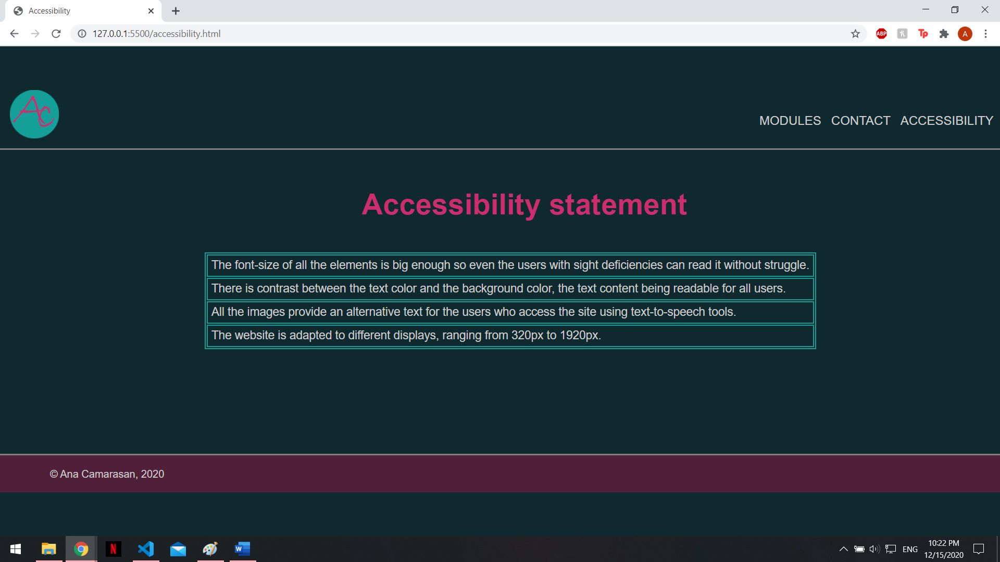 Accessibility
127.0.0.1:5500/accessibility.html
ABP
Tp
A
AC
MODULES CONTACT ACCESSIBILITY
Accessibility statement
The font-size of all the elements is big enough so even the users with sight deficiencies can read it without struggle.
There is contrast between the text color and the background color, the text content being readable for all users.
All the images provide an alternative text for the users who access the site using text-to-speech tools.
The website is adapted to different displays, ranging from 320px to 1920px.
© Ana Camarasan, 2020
N
W
ENG
10:22 PM
12/15/2020